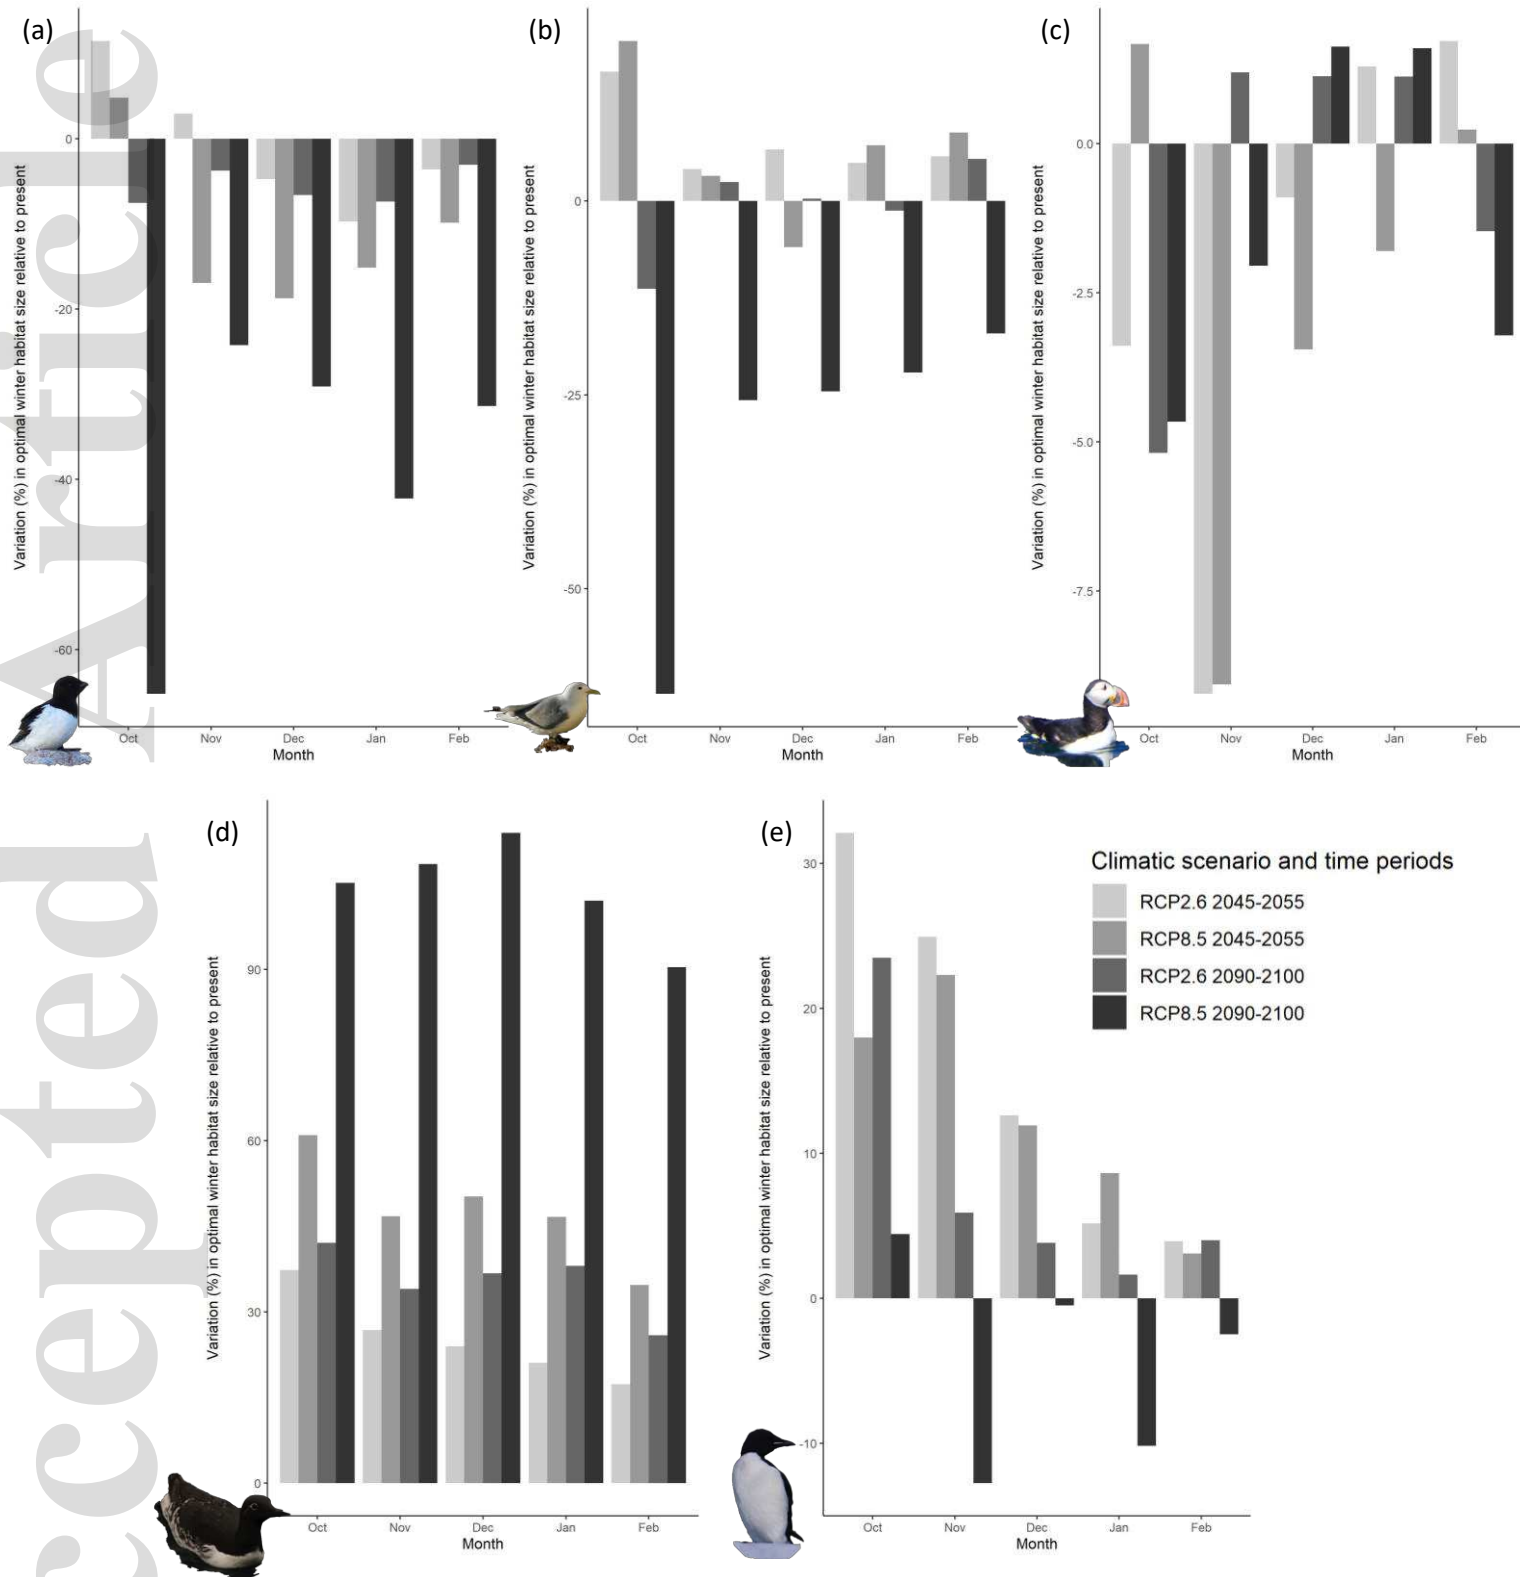 Accepted Article
(a)
Variation (%) in optimal winter habitat size relative to present
0
-20
-40
-60
Oct Nov Dec Jan Feb
Month
(b)
Variation (%) in optimal winter habitat size relative to present
0
-25
-50
Oct Nov Dec Jan Feb
Month
(c)
Variation (%) in optimal winter habitat size relative to present
0.0
-2.5
-5.0
-7.5
Oct Nov Dec Jan Feb
Month
(d)
Variation (%) in optimal winter habitat size relative to present
90
60
30
0
Oct Nov Dec Jan Feb
Month
(e)
Variation (%) in optimal winter habitat size relative to present
30
20
10
0
-10
Oct Nov Dec Jan Feb
Month
Climatic scenario and time periods
RCP2.6 2045-2055
RCP8.5 2045-2055
RCP2.6 2090-2100
RCP8.5 2090-2100